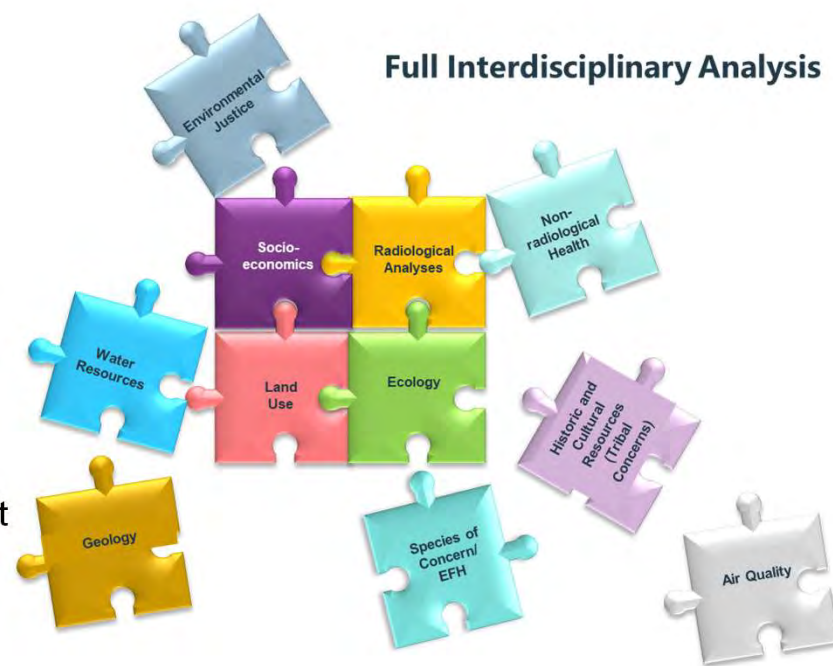 Full Interdisciplinary Analysis
Environmental
Justice
Socio-
economics
Radiological
Analyses
Non-
radiological
Health
Water
Resources
Land
Use
Ecology
Historic and
Cultural
Resources
(Tribal
Concerns)
t
Geology
Species of
Concern/
EFH
Air Quality